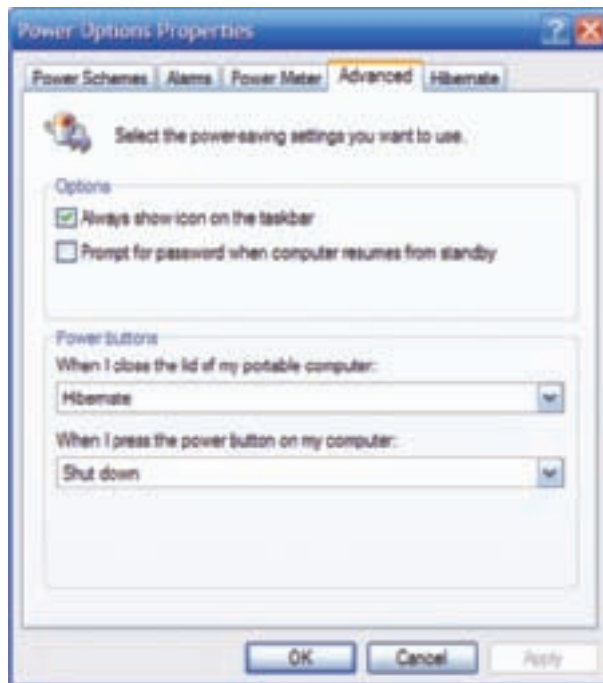 Power Options Properties
Power Schemes Alarms Power Meter Advanced Hibernate
Select the power-saving settings you want to use.
Options
Always show icon on the taskbar
Prompt for password when computer resumes from standby
Power buttons
When I close the lid of my portable computer:
Hibernate
When I press the power button on my computer:
Shut down
OK Cancel Apply